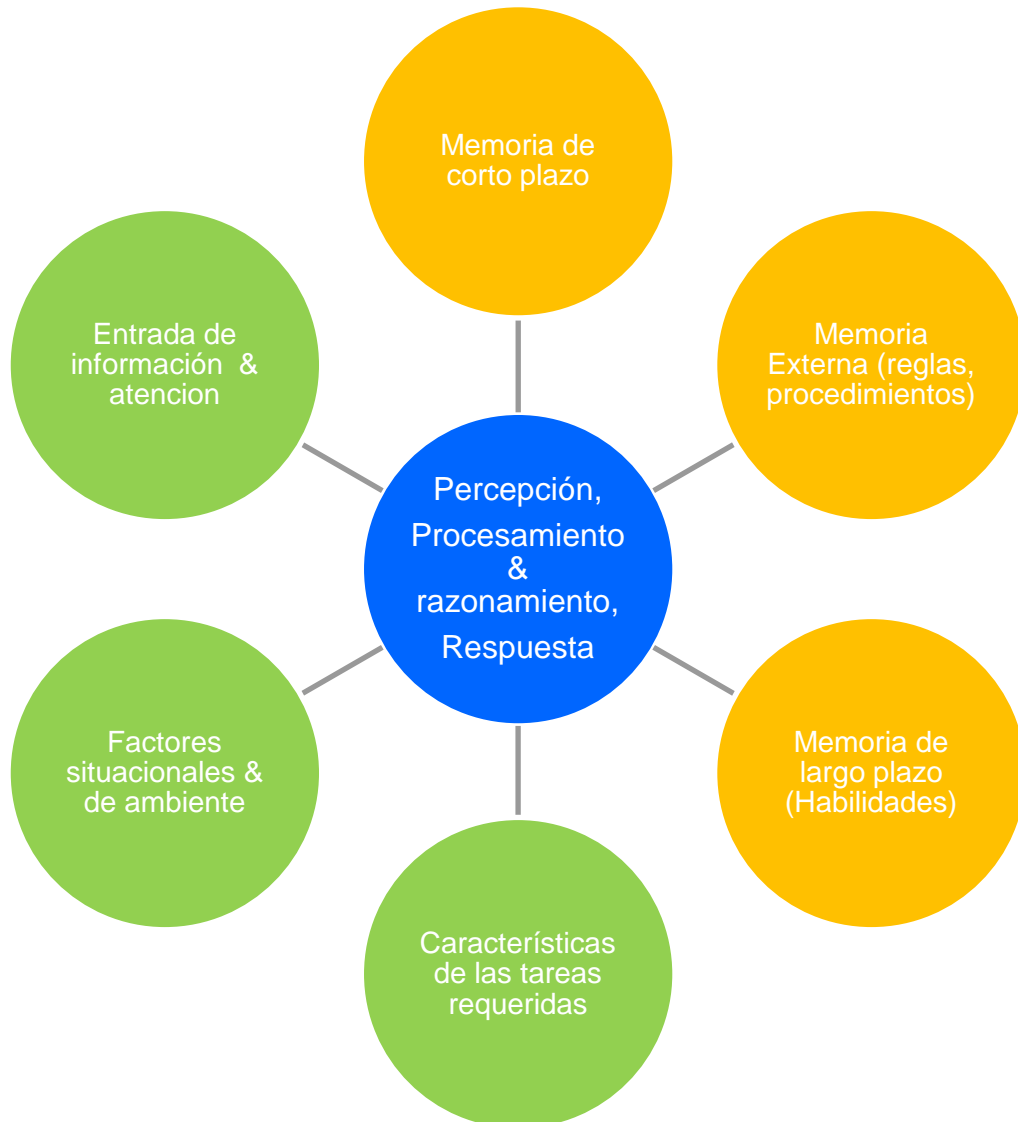 Memoria de
corto plazo
Entrada de
información & 
atencion
Memoria
Externa (reglas,
procedimientos)
Percepción,
Procesamiento
&
razonamiento,
Respuesta
Factores
situacionales &
de ambiente
Memoria de
largo plazo
(Habilidades)
Características
de las tareas
requeridas